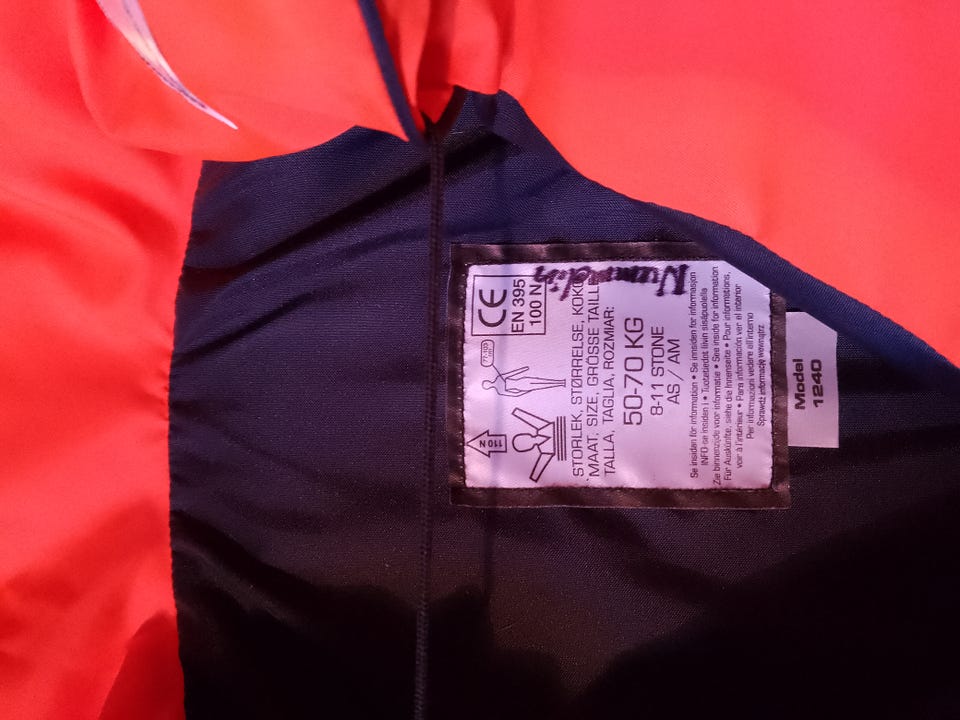 110 N
CE
EN 395
100 N
STORLEK, STØRRELSE, KOKO
MAAT, SIZE, GRÖSSE TAILLE
TALLA, TAGLIA, ROZMIAR:
50-70 KG
8-11 STONE
AS / AM
Se insidan för information • Se innsiden for informasjon
INFO se insiden i • Tuotetiedot liivin sisäpuolella
Zie binnenzijde voor informatie • See inside for information
Für Auskünfte, siehe die Innenseite • Pour informations,
voir à l'intérieur • Para información ver el interior
Per informazioni vedere all'interno
Sprawdź informacje wewnątrz
Model
1240